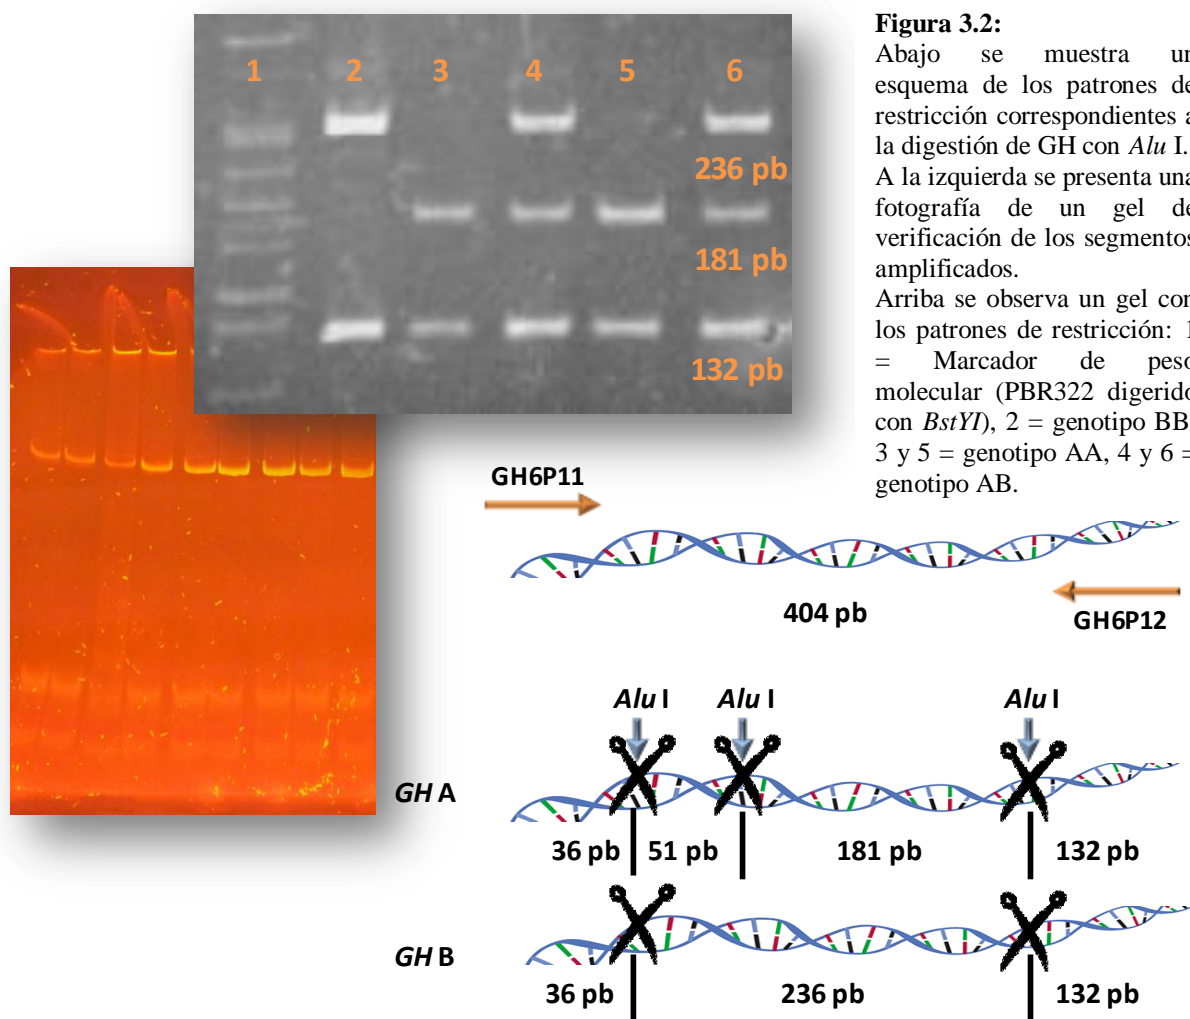 Figura 3.2:
Abajo se muestra un
esquema de los patrones de
restricción correspondientes a
la digestión de GH con Alu I.
A la izquierda se presenta una
fotografía de un gel de
verificación de los segmentos
amplificados.
Arriba se observa un gel con
los patrones de restricción: 1
= Marcador de peso
molecular (PBR322 digerido
con BstYI), 2 = genotipo BB
3 y 5 = genotipo AA, 4 y 6 =
genotipo AB.
1 2 3 4 5 6
236 pb
181 pb
132 pb
GH6P11
404 pb
GH6P12
Alu I Alu I Alu I
GH A
36 pb 51 pb 181 pb 132 pb
GH B
36 pb 236 pb 132 pb